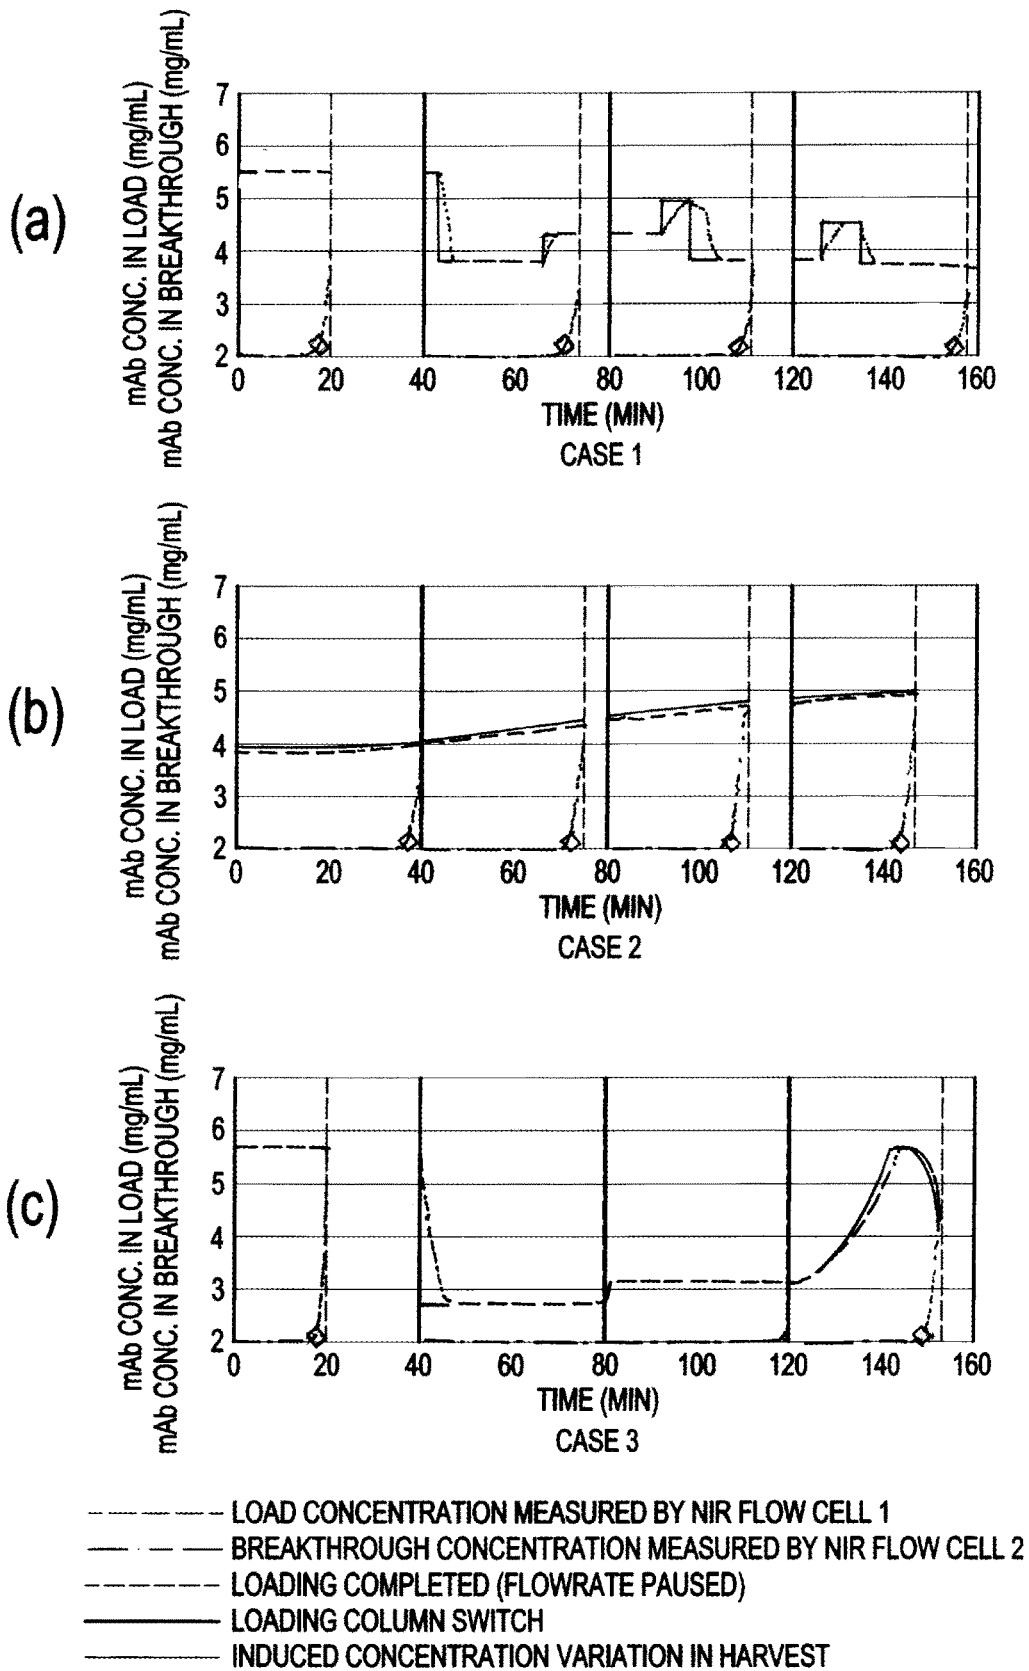 (a)
mAb CONC. IN LOAD (mg/mL)
mAb CONC. IN BREAKTHROUGH (mg/mL)
7
6
5
4
3
2
0 20 40 60 80 100 120 140 160
TIME (MIN)
CASE 1
(b)
mAb CONC. IN LOAD (mg/mL)
mAb CONC. IN BREAKTHROUGH (mg/mL)
7
6
5
4
3
2
0 20 40 60 80 100 120 140 160
TIME (MIN)
CASE 2
(c)
mAb CONC. IN LOAD (mg/mL)
mAb CONC. IN BREAKTHROUGH (mg/mL)
7
6
5
4
3
2
0 20 40 60 80 100 120 140 160
TIME (MIN)
CASE 3
LOAD CONCENTRATION MEASURED BY NIR FLOW CELL 1
BREAKTHROUGH CONCENTRATION MEASURED BY NIR FLOW CELL 2
LOADING COMPLETED (FLOWRATE PAUSED)
LOADING COLUMN SWITCH
INDUCED CONCENTRATION VARIATION IN HARVEST